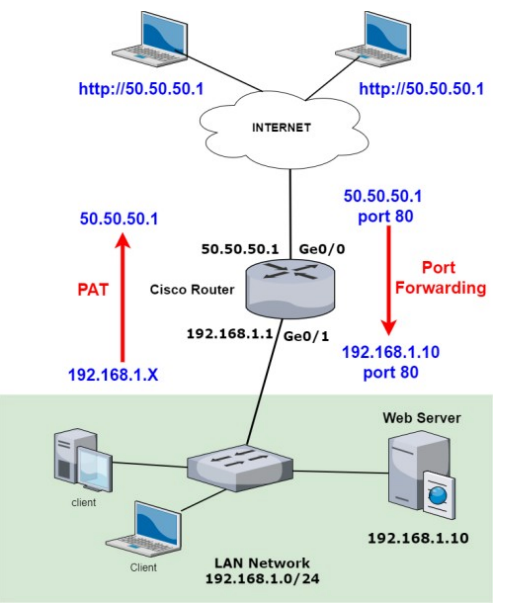 http://50.50.50.1
http://50.50.50.1
INTERNET
50.50.50.1
port 80
50.50.50.1
50.50.50.1 Ge0/0
PAT
Cisco Router
Port
Forwarding
192.168.1.1 Ge0/1
192.168.1.X
192.168.1.10
port 80
Web Server
client
192.168.1.10
Client
LAN Network
192.168.1.0/24